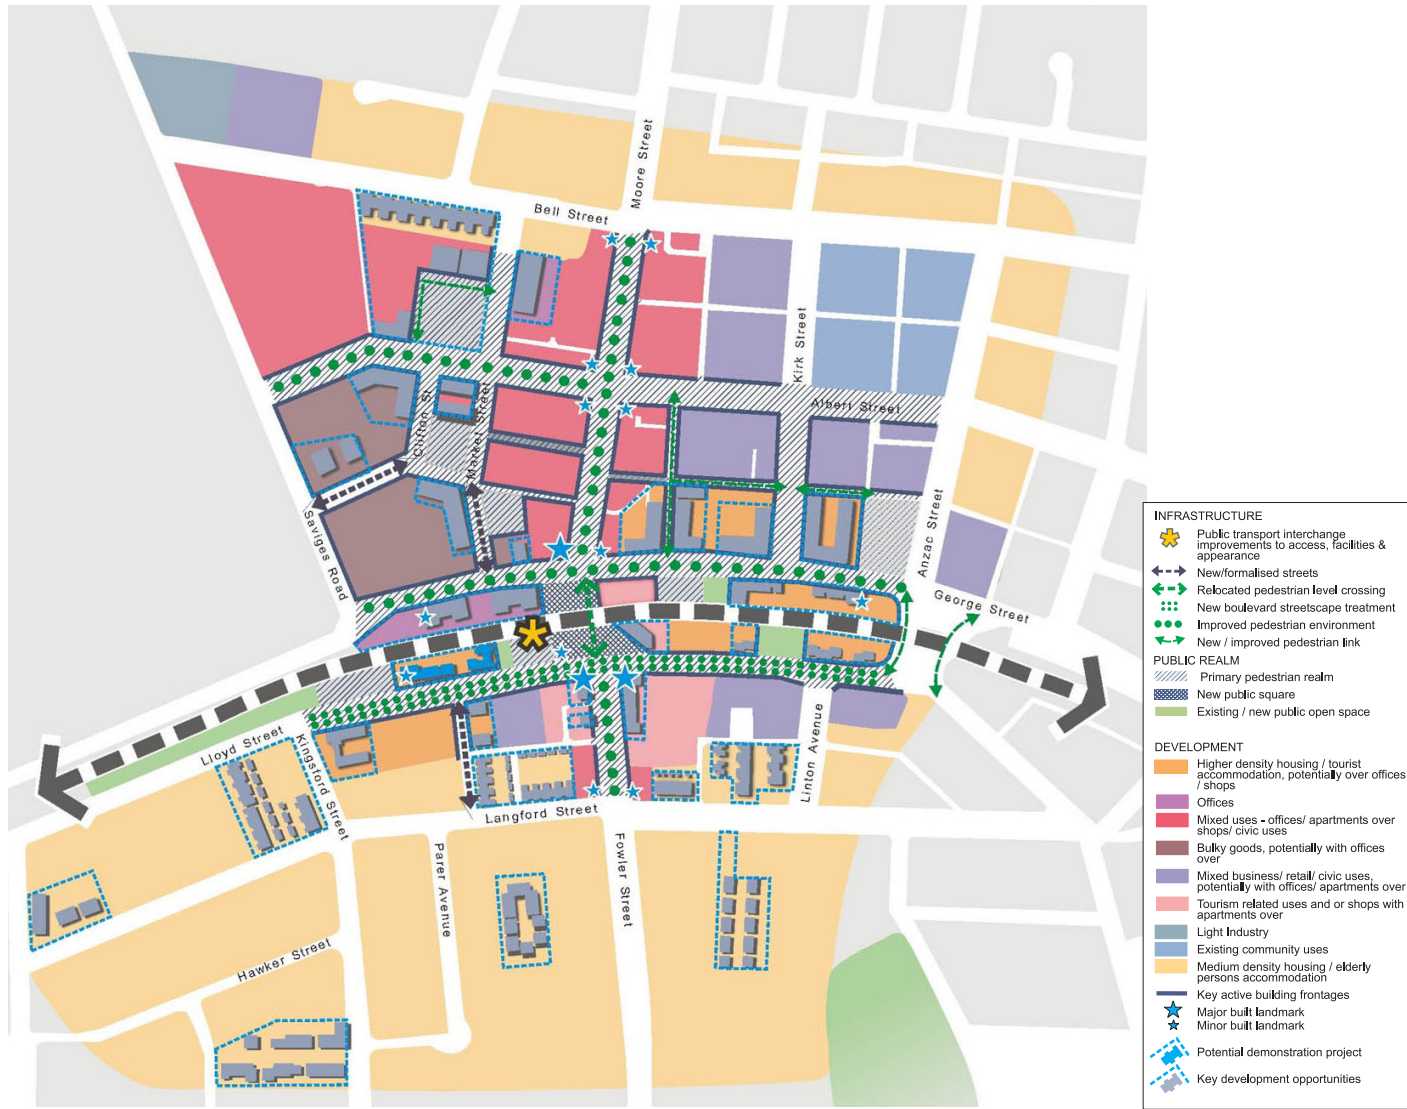 Moore Street
Bell Street
Kirk Street
Albert Street
Clifton St
Market Street
Saviges Road
Anzac Street
George Street
Lloyd Street
Kingsford Street
Linton Avenue
Langford Street
Parer Avenue
Fowler Street
Hawker Street
INFRASTRUCTURE
Public transport interchange
improvements to access, facilities &
appearance
New/formalised streets
Relocated pedestrian level crossing
New boulevard streetscape treatment
Improved pedestrian environment
New / improved pedestrian link
PUBLIC REALM
Primary pedestrian realm
New public square
Existing / new public open space
DEVELOPMENT
Higher density housing / tourist
accommodation, potentially over offices
/ shops
Offices
Mixed uses - offices/ apartments over
shops/ civic uses
Bulky goods, potentially with offices
over
Mixed business/ retail/ civic uses,
potentially with offices/ apartments over
Tourism related uses and or shops with
apartments over
Light Industry
Existing community uses
Medium density housing / elderly
persons accommodation
Key active building frontages
Major built landmark
Minor built landmark
Potential demonstration project
Key development opportunities